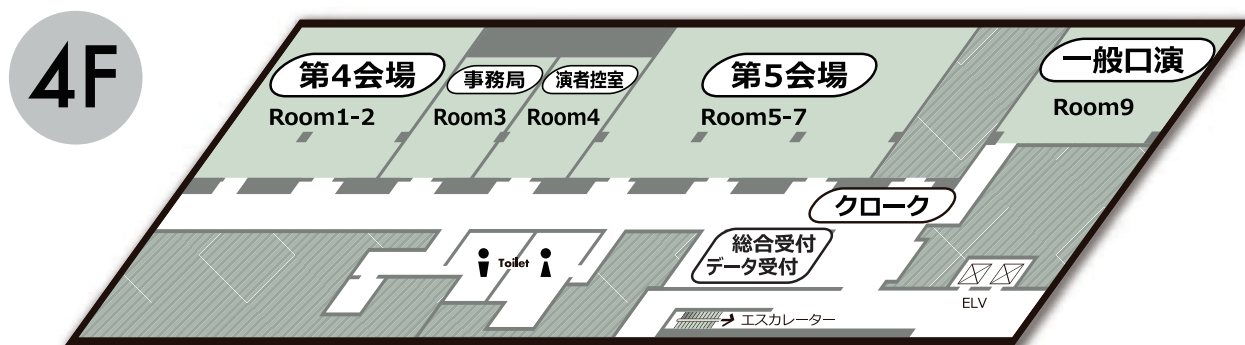 4F
第4会場
Room1-2
事務局
Room3
演者控室
Room4
第5会場
Room5-7
一般口演
Room9
クローク
総合受付
データ受付
Toilet
ELV
エスカレーター